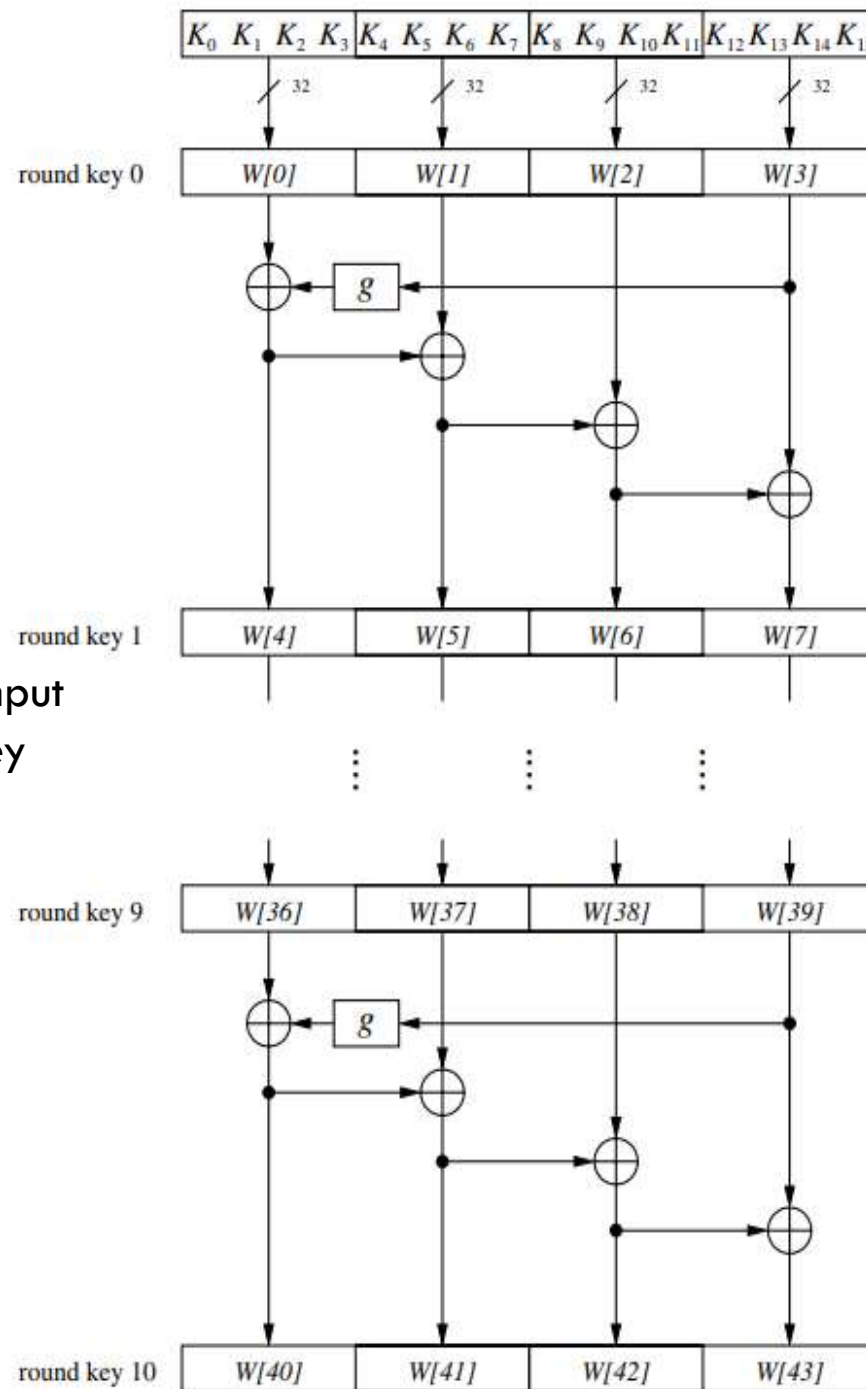 K₀ K₁ K₂ K₃ K₄ K₅ K₆ K₇ K₈ K₉ K₁₀ K₁₁ K₁₂ K₁₃ K₁₄
32 32 32 32
round key 0 W[0] W[1] W[2] W[3]
g
round key 1 W[4] W[5] W[6] W[7]
round key 9 W[36] W[37] W[38] W[39]
g
round key 10 W[40] W[41] W[42] W[43]